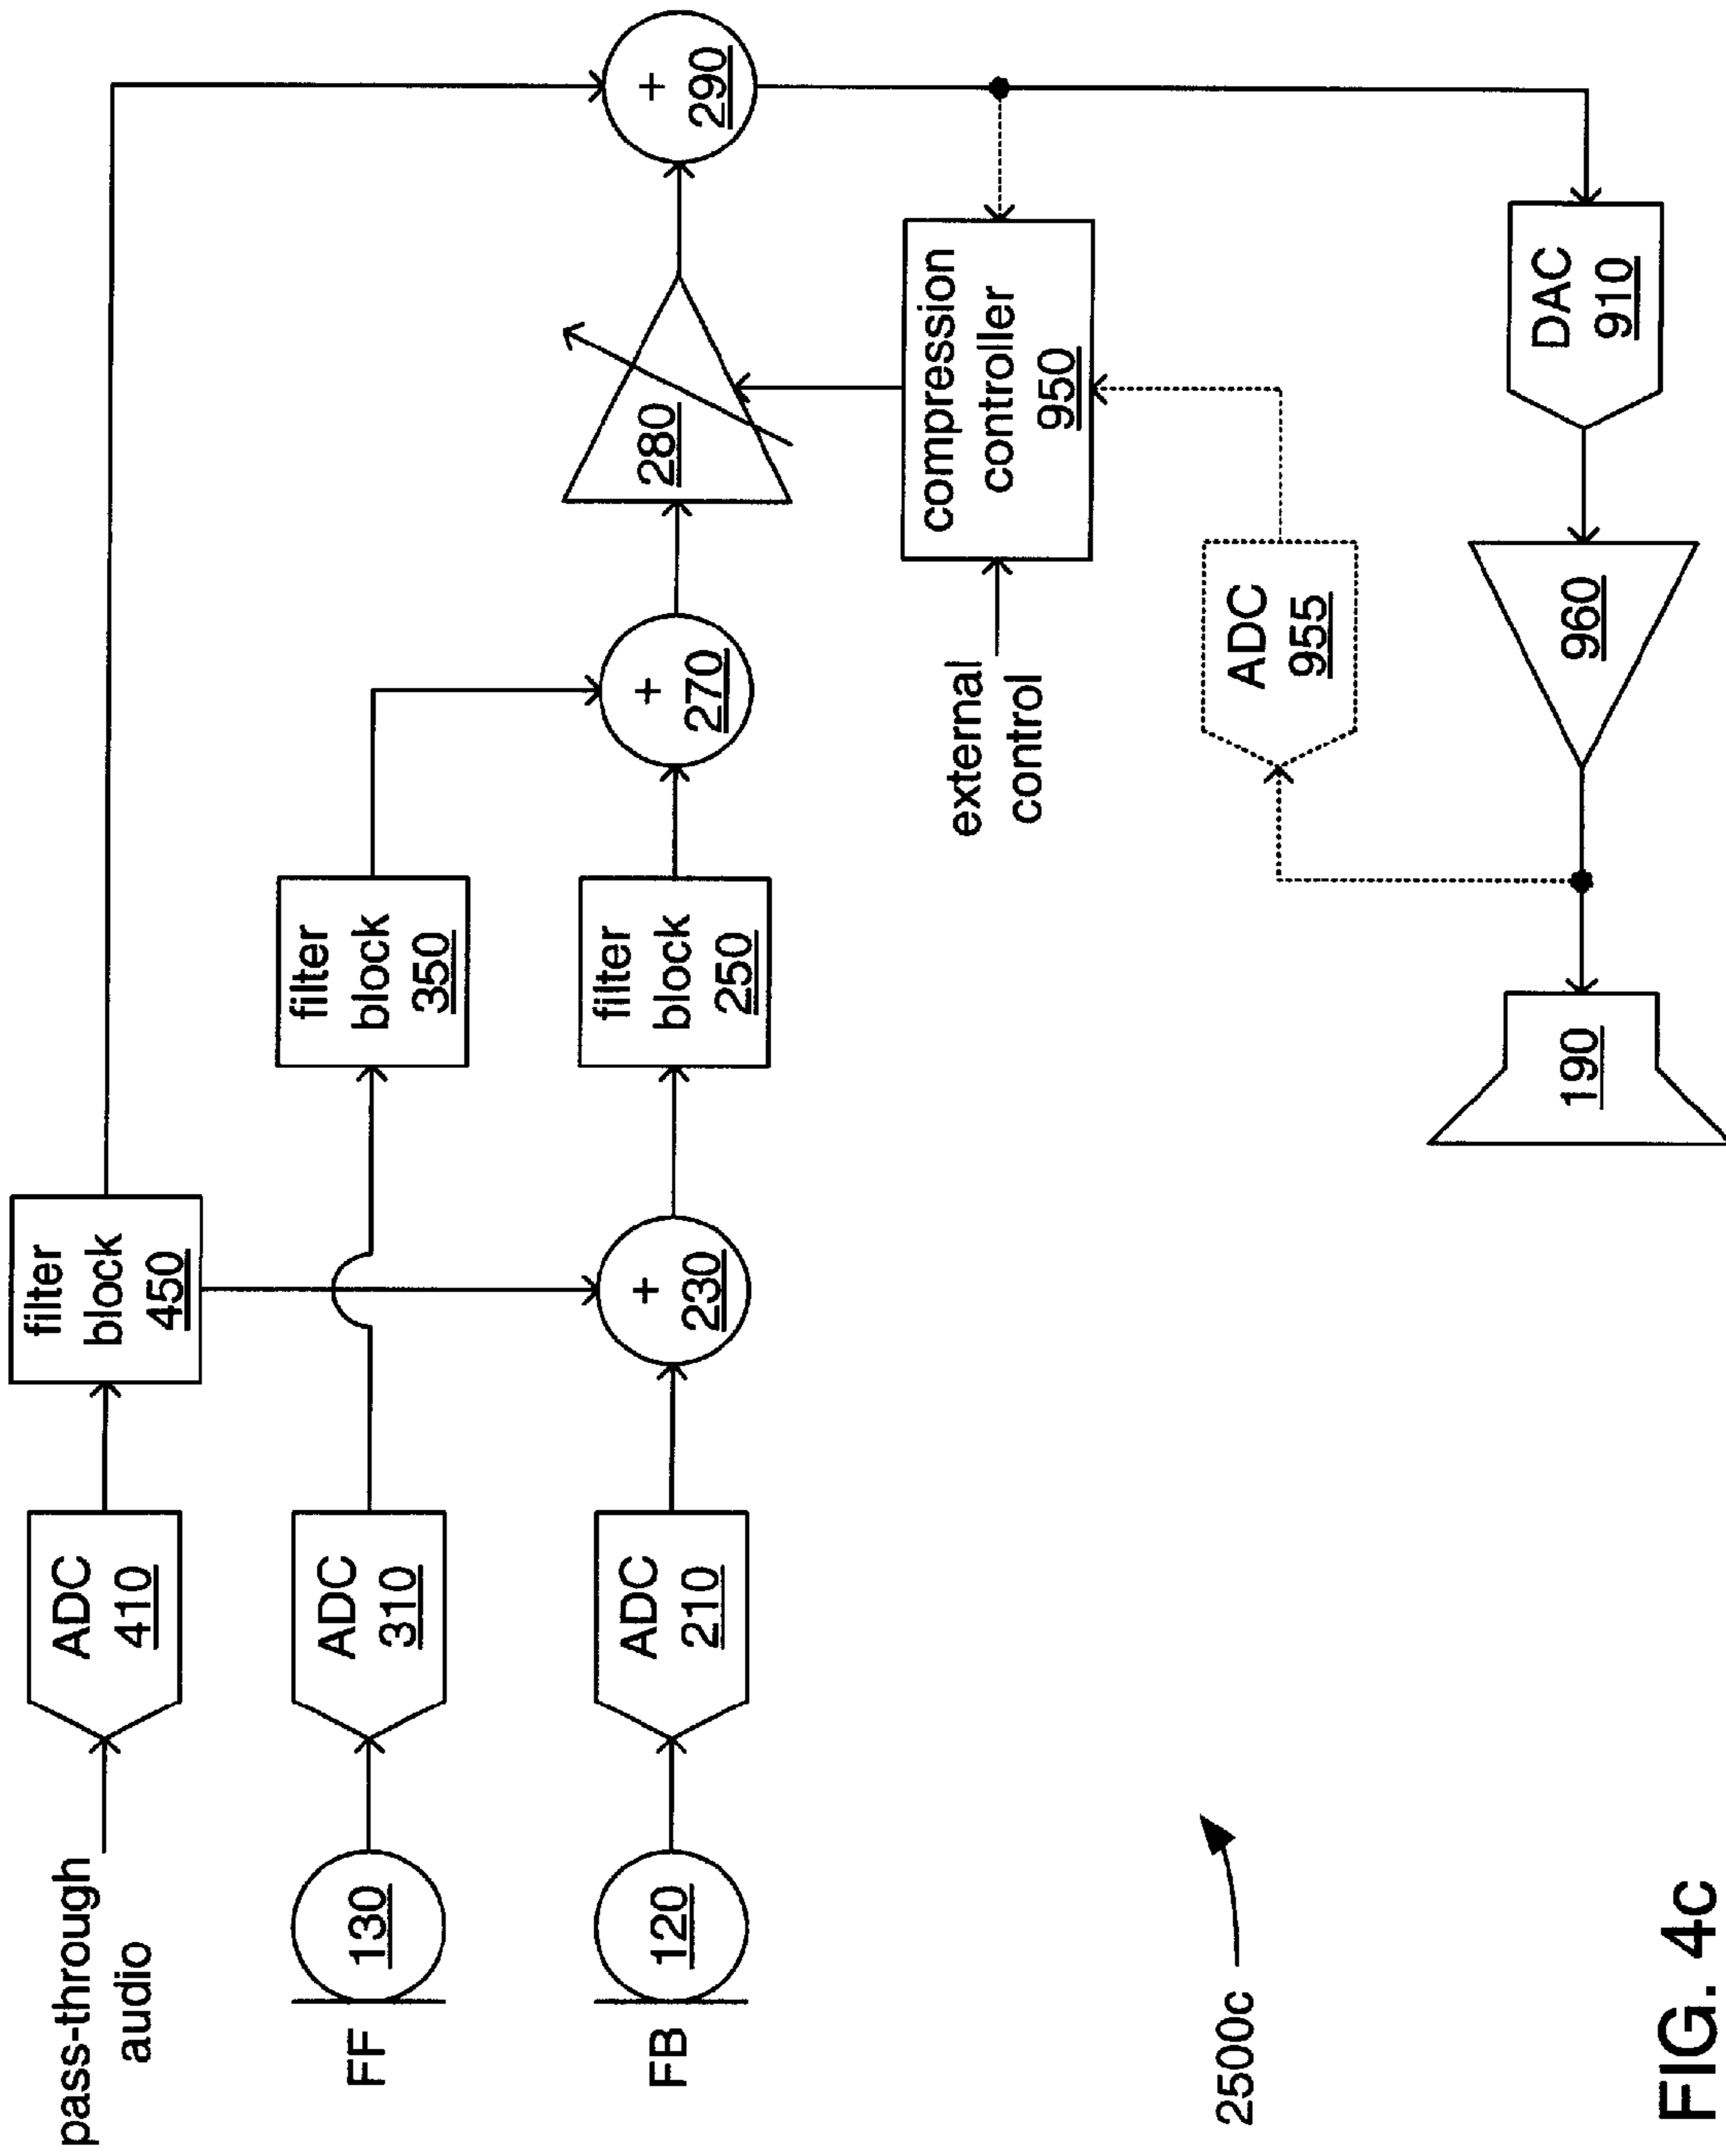 pass-through
audio
ADC
410
filter
block
450
FF
130
ADC
310
filter
block
350
FB
120
ADC
210
+
230
filter
block
250
+
270
280
+
290
external
control
compression
controller
950
ADC
955
190
960
DAC
910
2500c
FIG. 4c